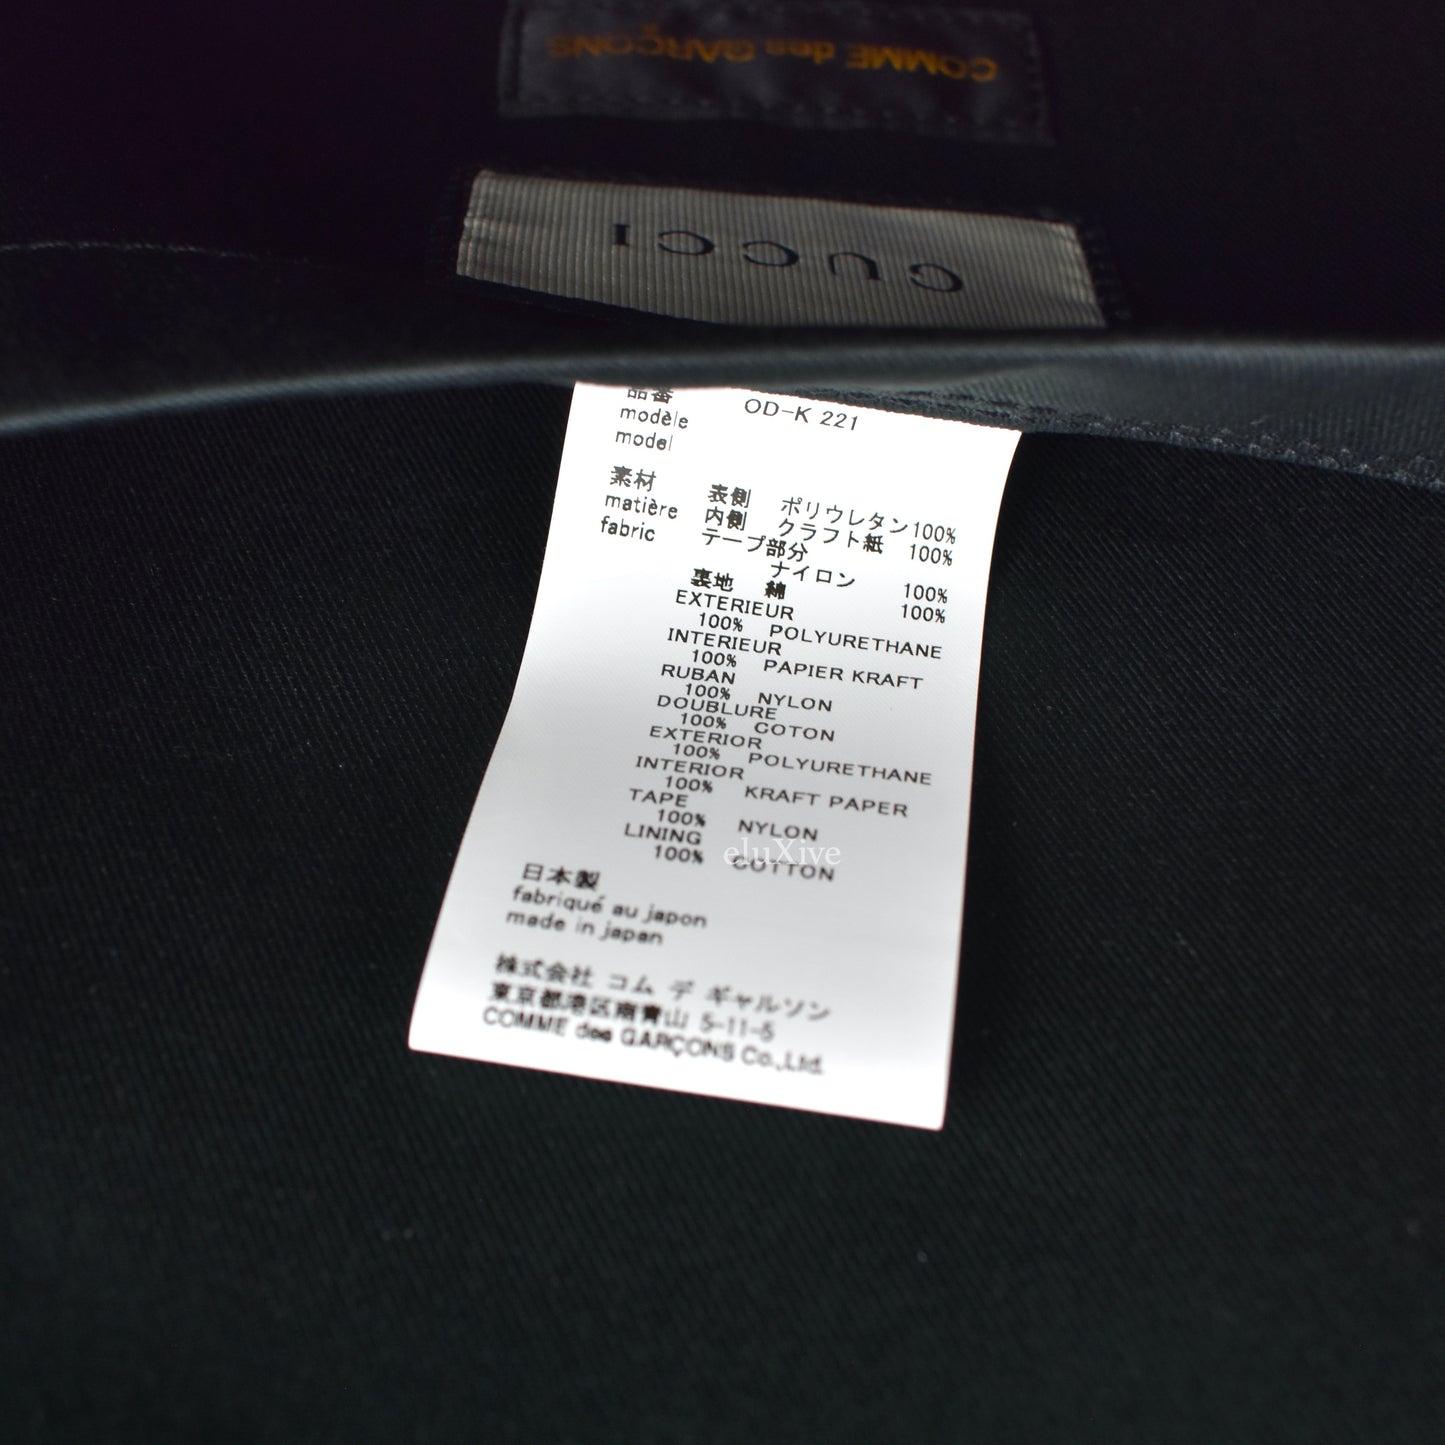 COMME des GARÇONS
GUCCI
品番 OD-K 221
modèle
model
素材 表側 ポリウレタン100%
matière 内側 クラフト紙 100%
fabric テープ部分
ナイロン 100%
裏地 綿 100%
EXTERIEUR
100% POLYURETHANE
INTERIEUR
100% PAPIER KRAFT
RUBAN
100% NYLON
DOUBLURE
100% COTON
EXTERIOR
100% POLYURETHANE
INTERIOR
100% KRAFT PAPER
TAPE
100% NYLON
LINING
100% COTTON
eluXive
日本製
fabriqué au japon
made in japan
株式会社 コム デ ギャルソン
東京都港区南青山 5-11-5
COMME des GARÇONS Co.,Ltd.